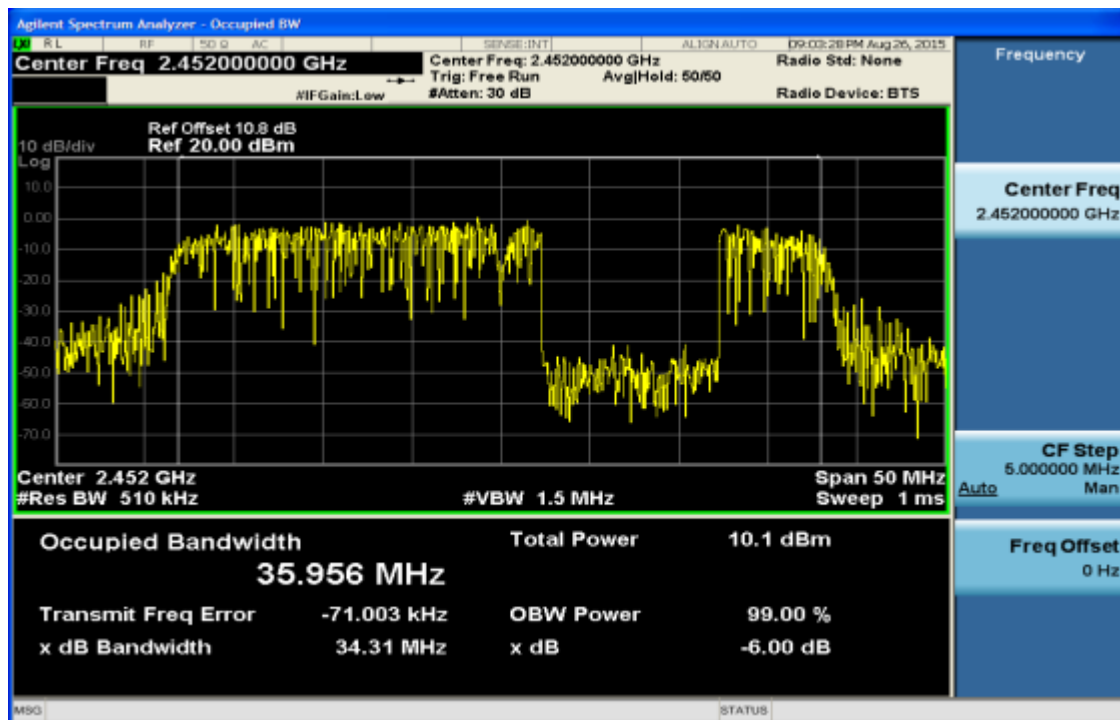 Agilent Spectrum Analyzer - Occupied BW
LXI RL RF 50 Ω AC SENSE:INT ALIGN AUTO 09:03:28 PM Aug 26, 2015
Center Freq 2.452000000 GHz
Center Freq: 2.452000000 GHz
Radio Std: None
Trig: Free Run Avg|Hold: 50/50
#IFGain:Low #Atten: 30 dB Radio Device: BTS
Ref Offset 10.8 dB
10 dB/div Ref 20.00 dBm
Log
10.0
0.00
-10.0
-20.0
-30.0
-40.0
-50.0
-60.0
-70.0
Center 2.452 GHz Span 50 MHz
#Res BW 510 kHz #VBW 1.5 MHz Sweep 1 ms
Occupied Bandwidth Total Power 10.1 dBm
35.956 MHz
Transmit Freq Error -71.003 kHz OBW Power 99.00 %
x dB Bandwidth 34.31 MHz x dB -6.00 dB
MSG STATUS
Frequency
Center Freq
2.452000000 GHz
CF Step
5.000000 MHz
Auto Man
Freq Offset
0 Hz